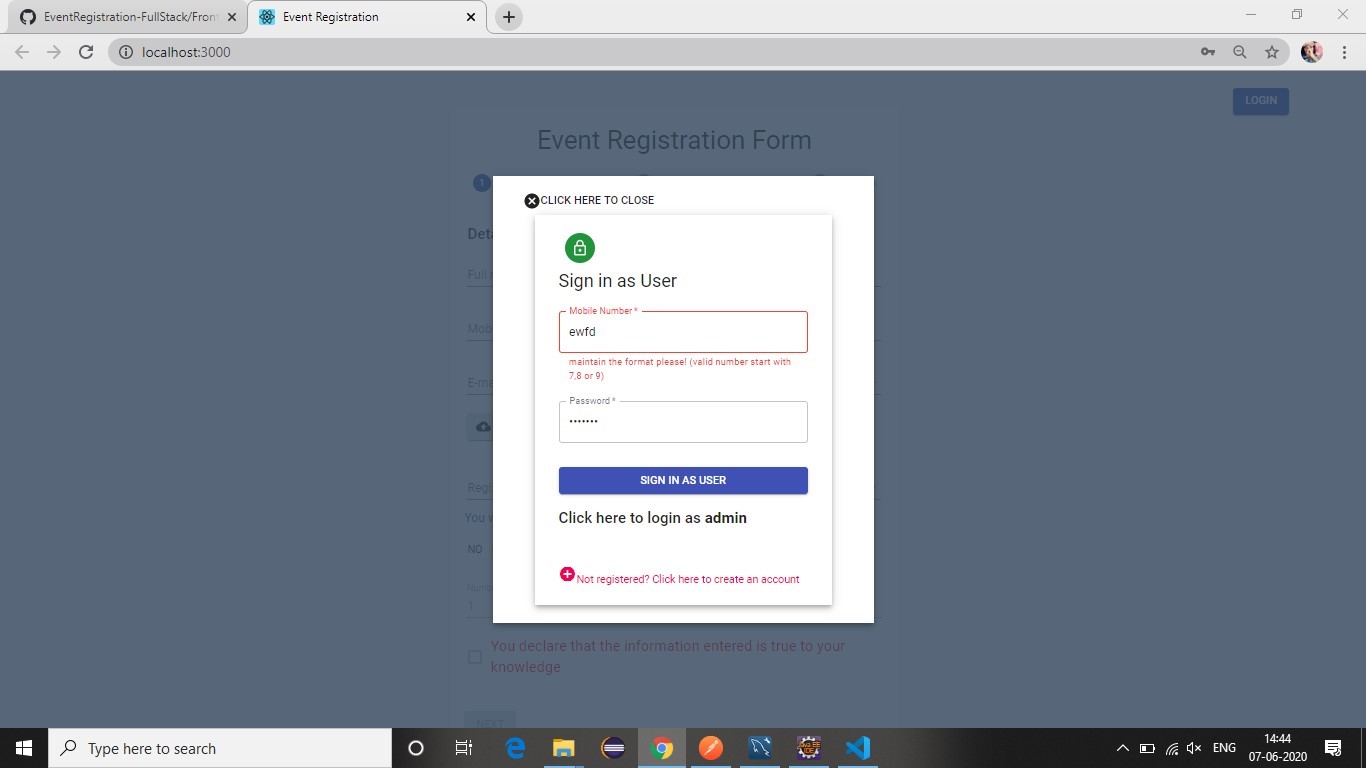 EventRegistration-FullStack/Front
Event Registration
localhost:3000
LOGIN
Event Registration Form
1
CLICK HERE TO CLOSE
Deta
Sign in as User
Full
Mobile Number *
ewfd
Mob
maintain the format please! (valid number start with
7,8 or 9)
E-ma
Password *
SIGN IN AS USER
Regi
Click here to login as admin
You w
NO
Not registered? Click here to create an account
Numbe
1
You declare that the information entered is true to your
knowledge
NEXT
Type here to search
ENG
14:44
07-06-2020